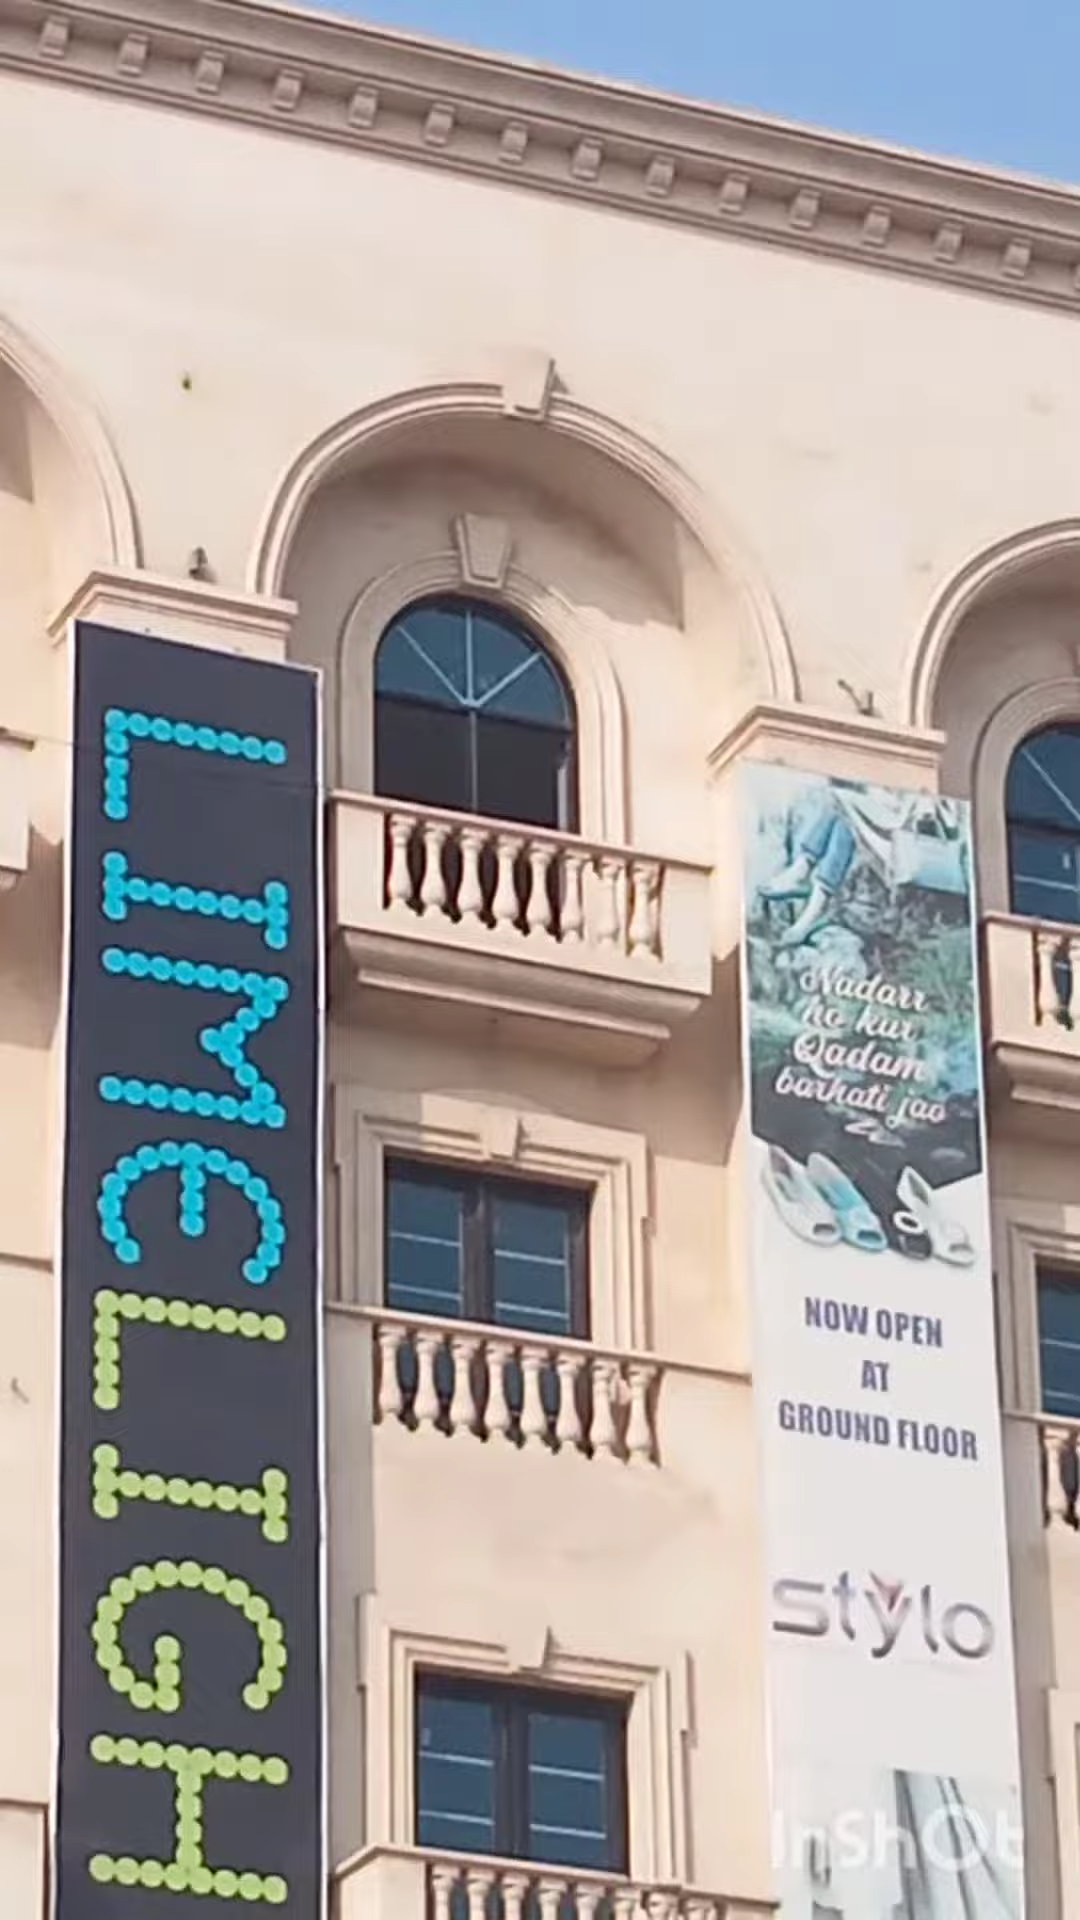 LIMELIGH
Nadarr
ho kur
Qadam
barhati jao
NOW OPEN
AT
GROUND FLOOR
stylo
InShOt